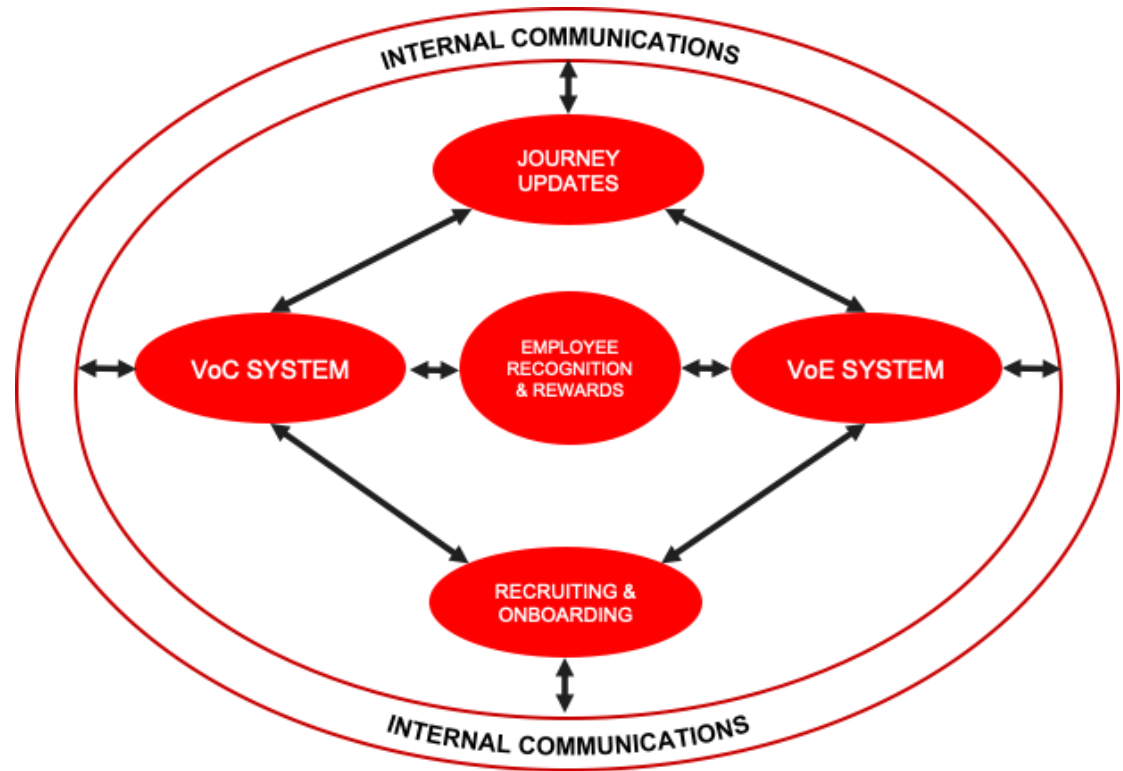 INTERNAL COMMUNICATIONS
JOURNEY
UPDATES
VoC SYSTEM
EMPLOYEE
RECOGNITION
& REWARDS
VoE SYSTEM
RECRUITING &
ONBOARDING
INTERNAL COMMUNICATIONS